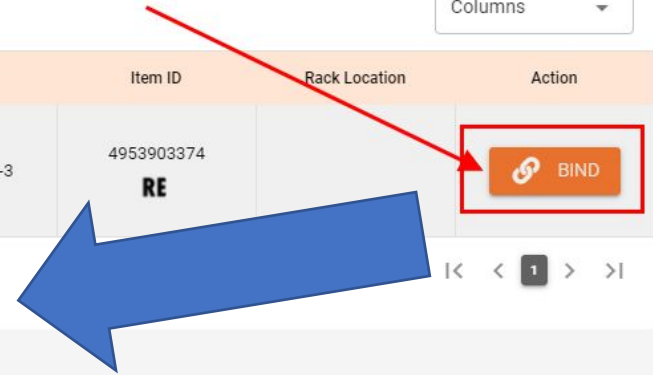 Columns
Item ID
Rack Location
Action
-3
4953903374
RE
BIND
1